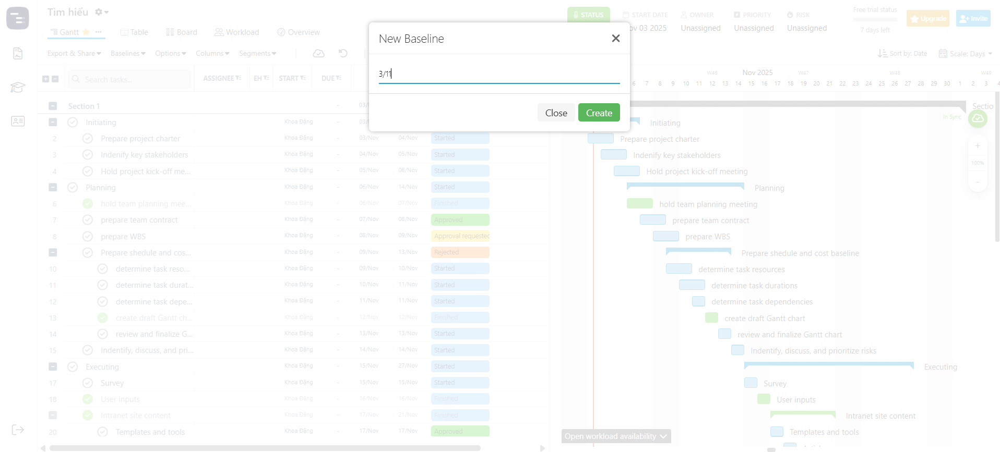 Tìm hiểu
STATUS
START DATE
OWNER
PRIORITY
RISK
Free trial status
Upgrade
Invite
ov 03 2025
Unassigned
Unassigned
Unassigned
7 days left
Gantt
Table
Board
Workload
Overview
New Baseline
Export & Share
Baselines
Options
Columns
Segments
Sort by: Date
Scale: Days
3/11
Close
Create
Search tasks...
ASSIGNEE
EH
START
DUE
W46
Nov 2025
W47
W48
W49
6 7 8 9 10 11 12 13 14 15 16 17 18 19 20 21 22 23 24 25 26 27 28 29 30 1 2 3 4
Section 1 - 03/
Sectio
In Sync
Initiating Khoa Đặng - 03/
Initiating
2 Prepare project charter Khoa Đặng - 03/Nov 04/Nov Started
Prepare project charter
3 Indenify key stakeholders Khoa Đặng - 04/Nov 05/Nov Started
Indenify key stakeholders
4 Hold project kick-off me... Khoa Đặng - 05/Nov 06/Nov Started
Hold project kick-off meeting
100%
Planning Khoa Đặng - 06/Nov 14/Nov Started
Planning
6 hold team planning mee... Khoa Đặng - 06/Nov 07/Nov Finished
hold team planning meeting
7 prepare team contract Khoa Đặng - 07/Nov 08/Nov Approved
prepare team contract
8 prepare WBS Khoa Đặng - 08/Nov 09/Nov Approval requested
prepare WBS
Prepare shedule and cos... Khoa Đặng - 09/Nov 13/Nov Rejected
Prepare shedule and cost baseline
10 determine task reso... Khoa Đặng - 09/Nov 10/Nov Started
determine task resources
11 determine task durat... Khoa Đặng - 10/Nov 11/Nov Started
determine task durations
12 determine task depe... Khoa Đặng - 11/Nov 11/Nov Started
determine task dependencies
13 create draft Gantt ch... Khoa Đặng - 12/Nov 12/Nov Finished
create draft Gantt chart
14 review and finalize G... Khoa Đặng - 13/Nov 13/Nov Started
review and finalize Gantt chart
15 Indentify, discuss, and pri... Khoa Đặng - 14/Nov 14/Nov Started
Indentify, discuss, and prioritize risks
Executing Khoa Đặng - 15/Nov 27/Nov Started
Executing
17 Survey Khoa Đặng - 15/Nov 15/Nov Started
Survey
18 User inputs Khoa Đặng - 16/Nov 16/Nov Finished
User inputs
Intranet site content Khoa Đặng - 17/Nov 21/Nov Finished
Intranet site content
20 Templates and tools Khoa Đặng - 17/Nov 17/Nov Approved
Templates and tools
Open workload availability